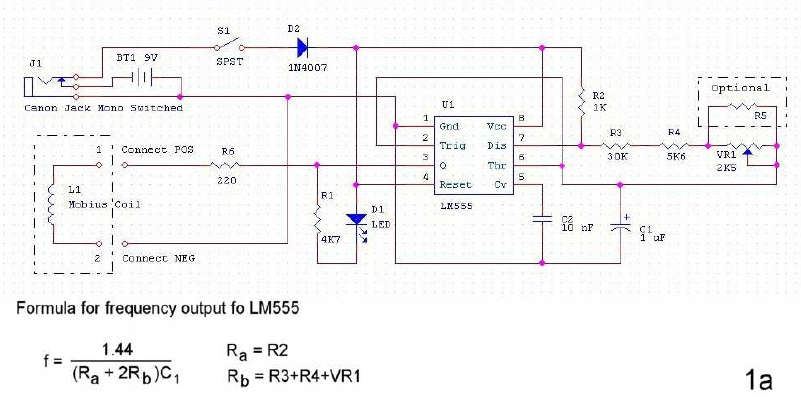 S1
SPST
D2
1N4007
J1
BT1 9V
Canon Jack Mono Switched
R2
1K
Optional
R5
U1
1 Gnd Vcc 8
2 Trig Dis 7
3 Q Thr 6
4 Reset Cv 5
LM555
R3
30K
R4
5K6
VR1
2K5
1 Connect POS
R6
220
L1
Mobius Coil
R1
4K7
D1
LED
C2
10 nF
+
C1
1 uF
2 Connect NEG
Formula for frequency output fo LM555
f = 1.44
(Ra + 2Rb)C1
Ra = R2
Rb = R3+R4+VR1
1a